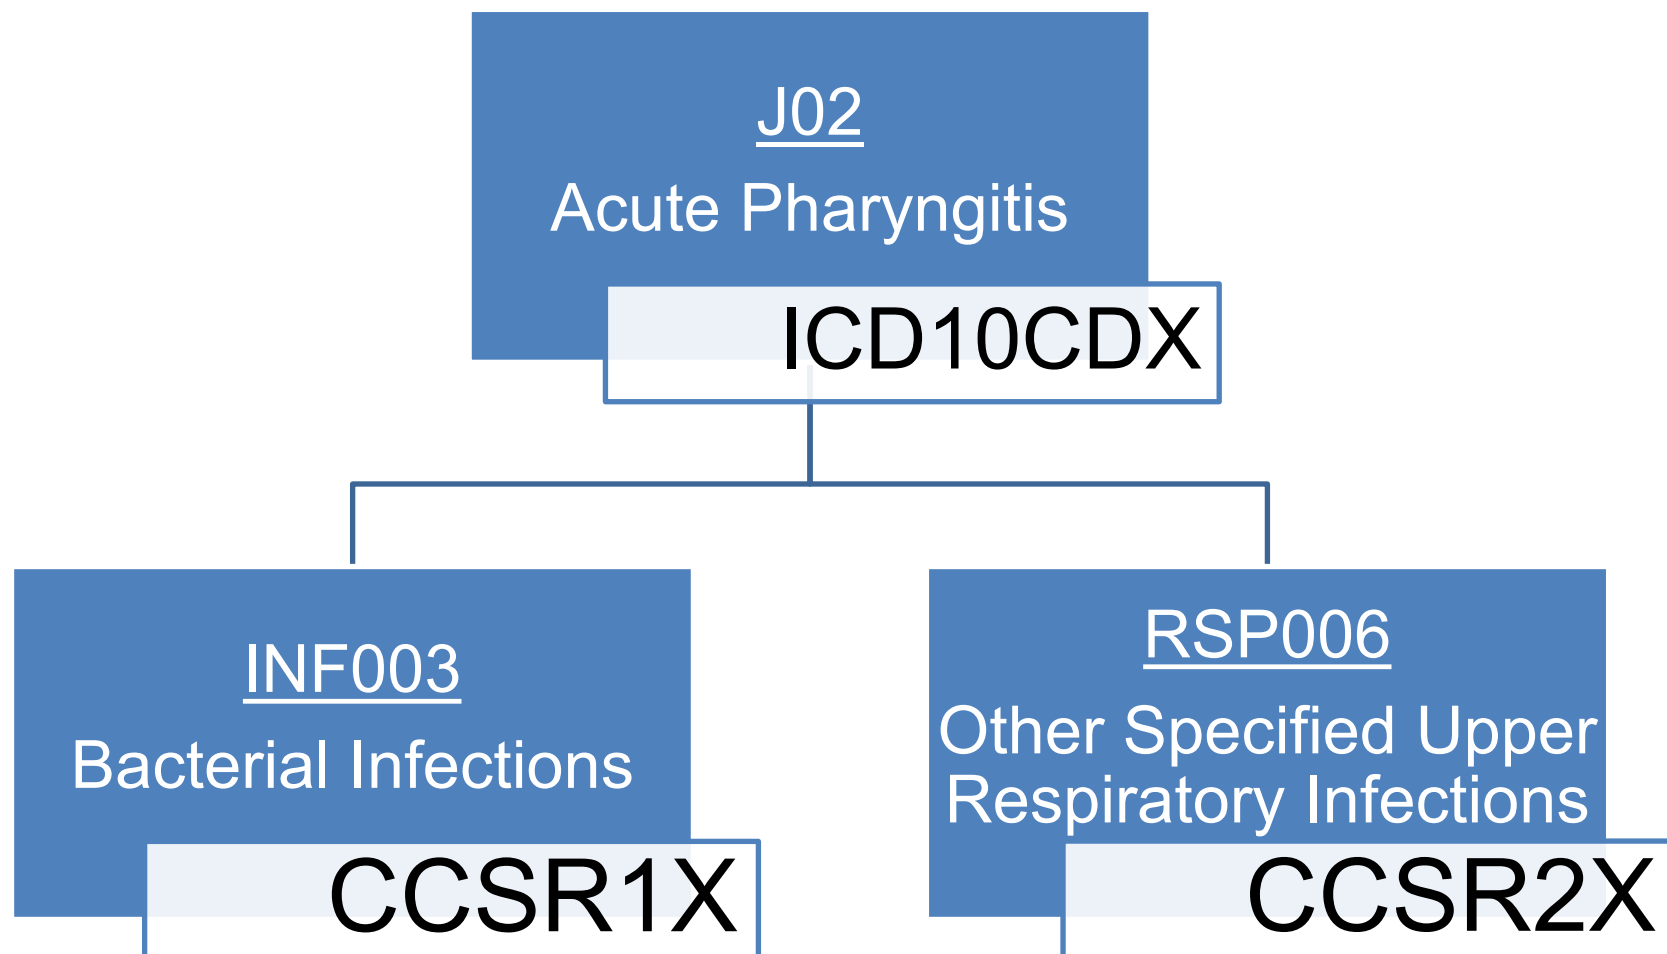 J02
Acute Pharyngitis
ICD10CDX
INF003
Bacterial Infections
CCSR1X
RSP006
Other Specified Upper
Respiratory Infections
CCSR2X